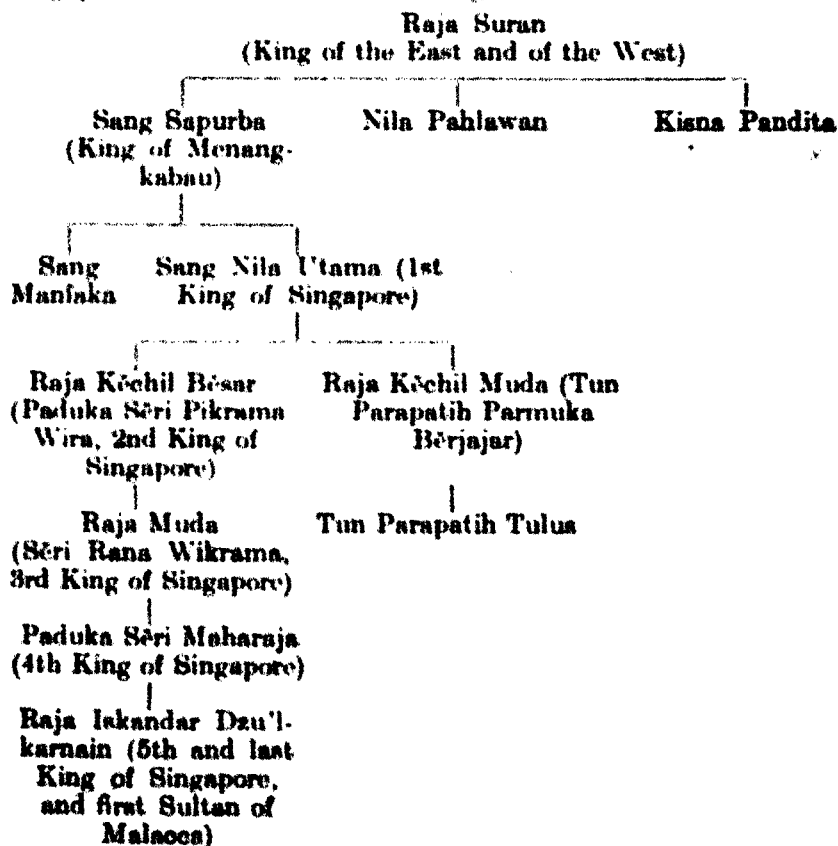 Raja Suran
(King of the East and of the West)
Sang Sapurba
(King of Menang-
kabau)
Nila Pahlawan
Kisna Pandita
Sang
Maniaka
Sang Nila Utama (1st
King of Singapore)
Raja Kĕchil Bĕsar
(Paduka Sĕri Pikrama
Wira, 2nd King of
Singapore)
Raja Kĕchil Muda (Tun
Parapatih Parmuka
Bĕrjajar)
Raja Muda
(Sĕri Rana Wikrama,
3rd King of Singapore)
Tun Parapatih Tulus
Paduka Sĕri Maharaja
(4th King of Singapore)
Raja Iskandar Dzu'l-
karnain (5th and last
King of Singapore,
and first Sultan of
Malacca)